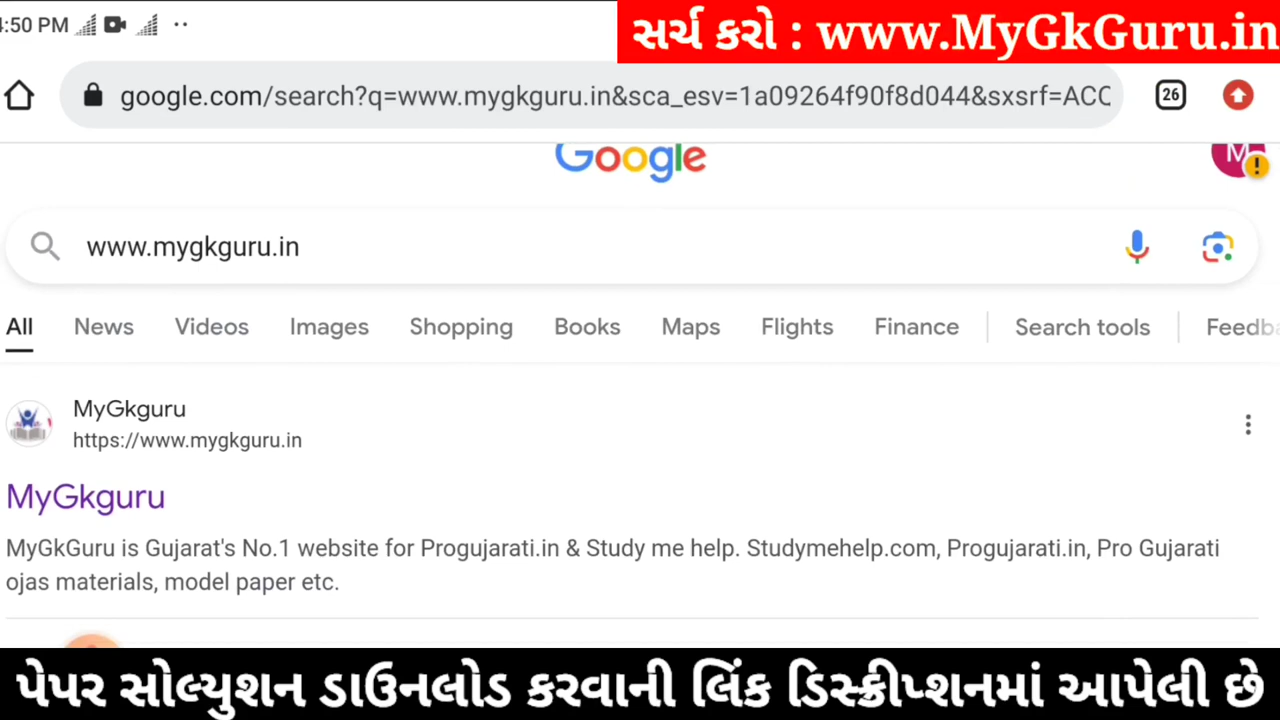 :50 PM
સર્ચ કરો : www.MyGkGuru.in
google.com/search?q=www.mygkguru.in&sca_esv=1a09264f90f8d044&sxsrf=ACC
26
Google
M
www.mygkguru.in
All News Videos Images Shopping Books Maps Flights Finance Search tools Feedba
MyGkguru
https://www.mygkguru.in
MyGkguru
MyGkGuru is Gujarat's No.1 website for Progujarati.in & Study me help. Studymehelp.com, Progujarati.in, Pro Gujarati
ojas materials, model paper etc.
પેપર સોલ્યુશન ડાઉનલોડ કરવાની લિંક ડિસ્ક્રીપ્શનમાં આપેલી છે